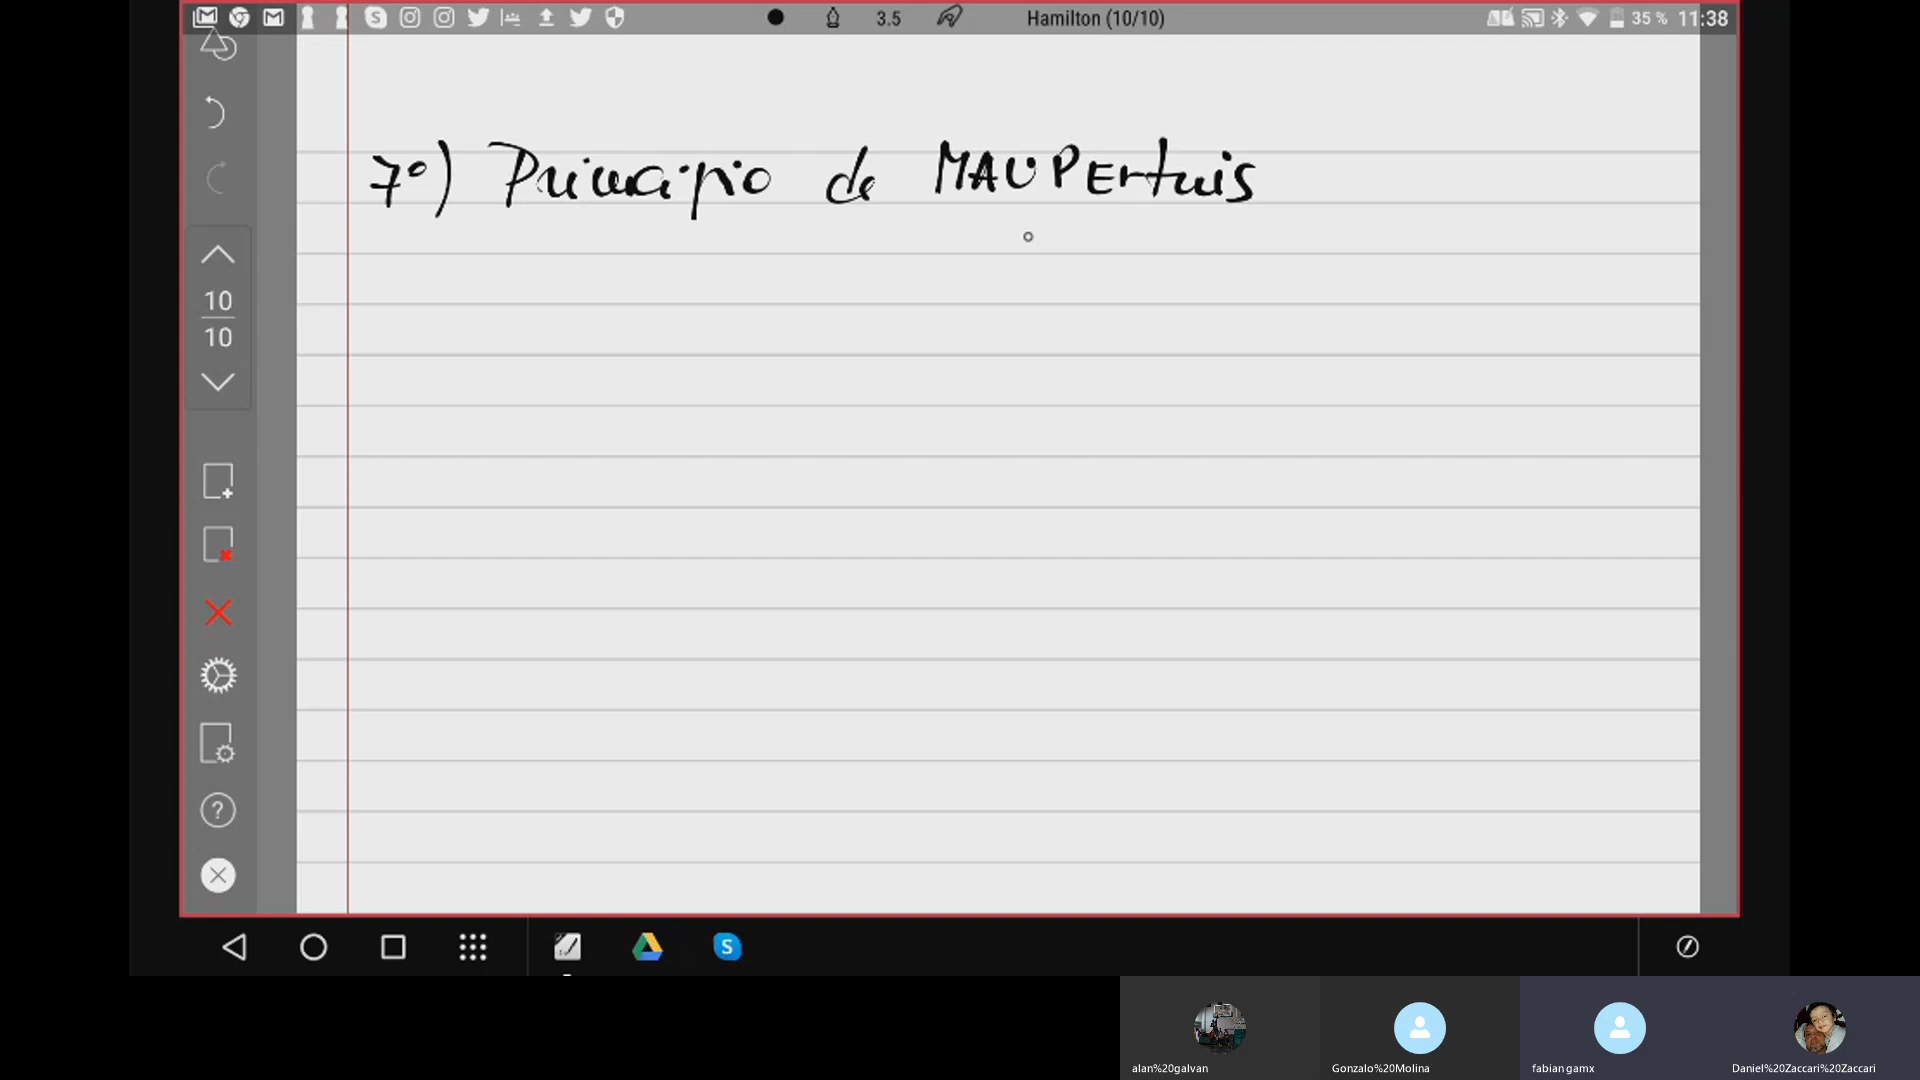 3.5
Hamilton (10/10)
35 % 11:38
7º) Principio de MAUPErtuis
10
10
alan%20galvan
Gonzalo%20Molina
fabian gamx
Daniel%20Zaccari%20Zaccari